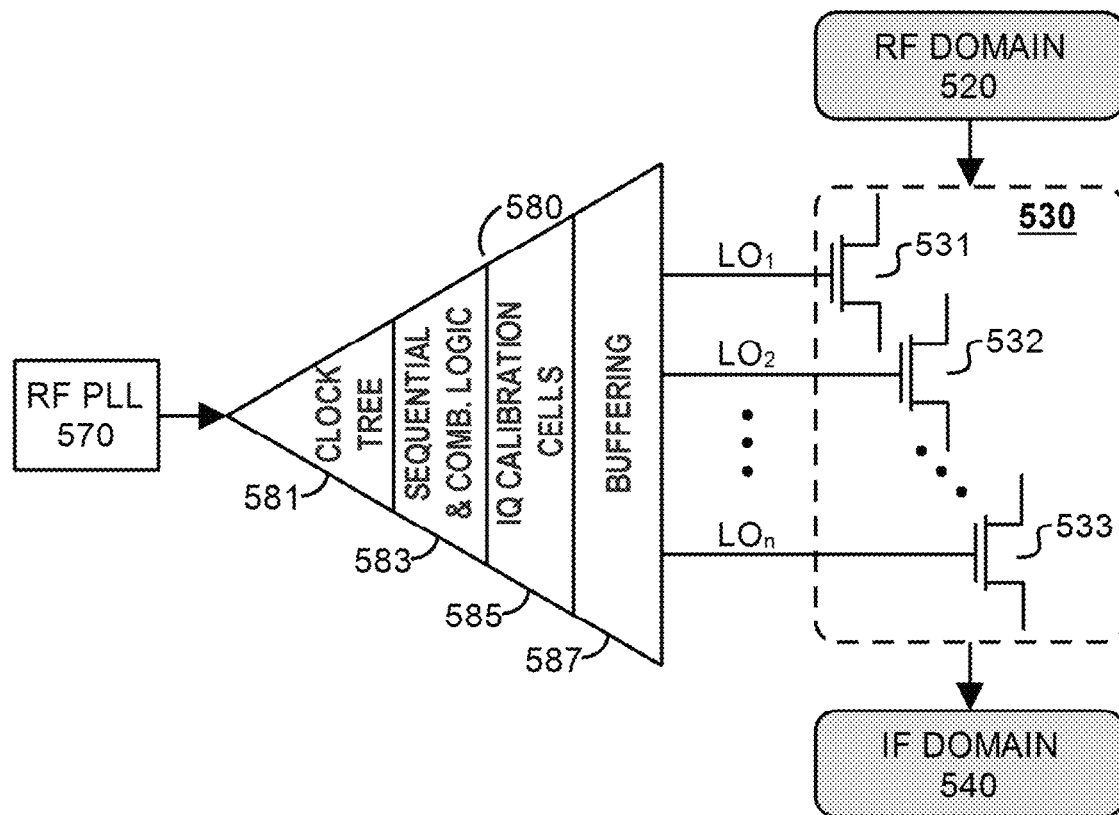 RF DOMAIN
520
530
531
532
533
580
LO₁
LO₂
LOₙ
RF PLL
570
CLOCK
TREE
SEQUENTIAL
& COMB. LOGIC
IQ CALIBRATION
CELLS
BUFFERING
581
583
585
587
IF DOMAIN
540